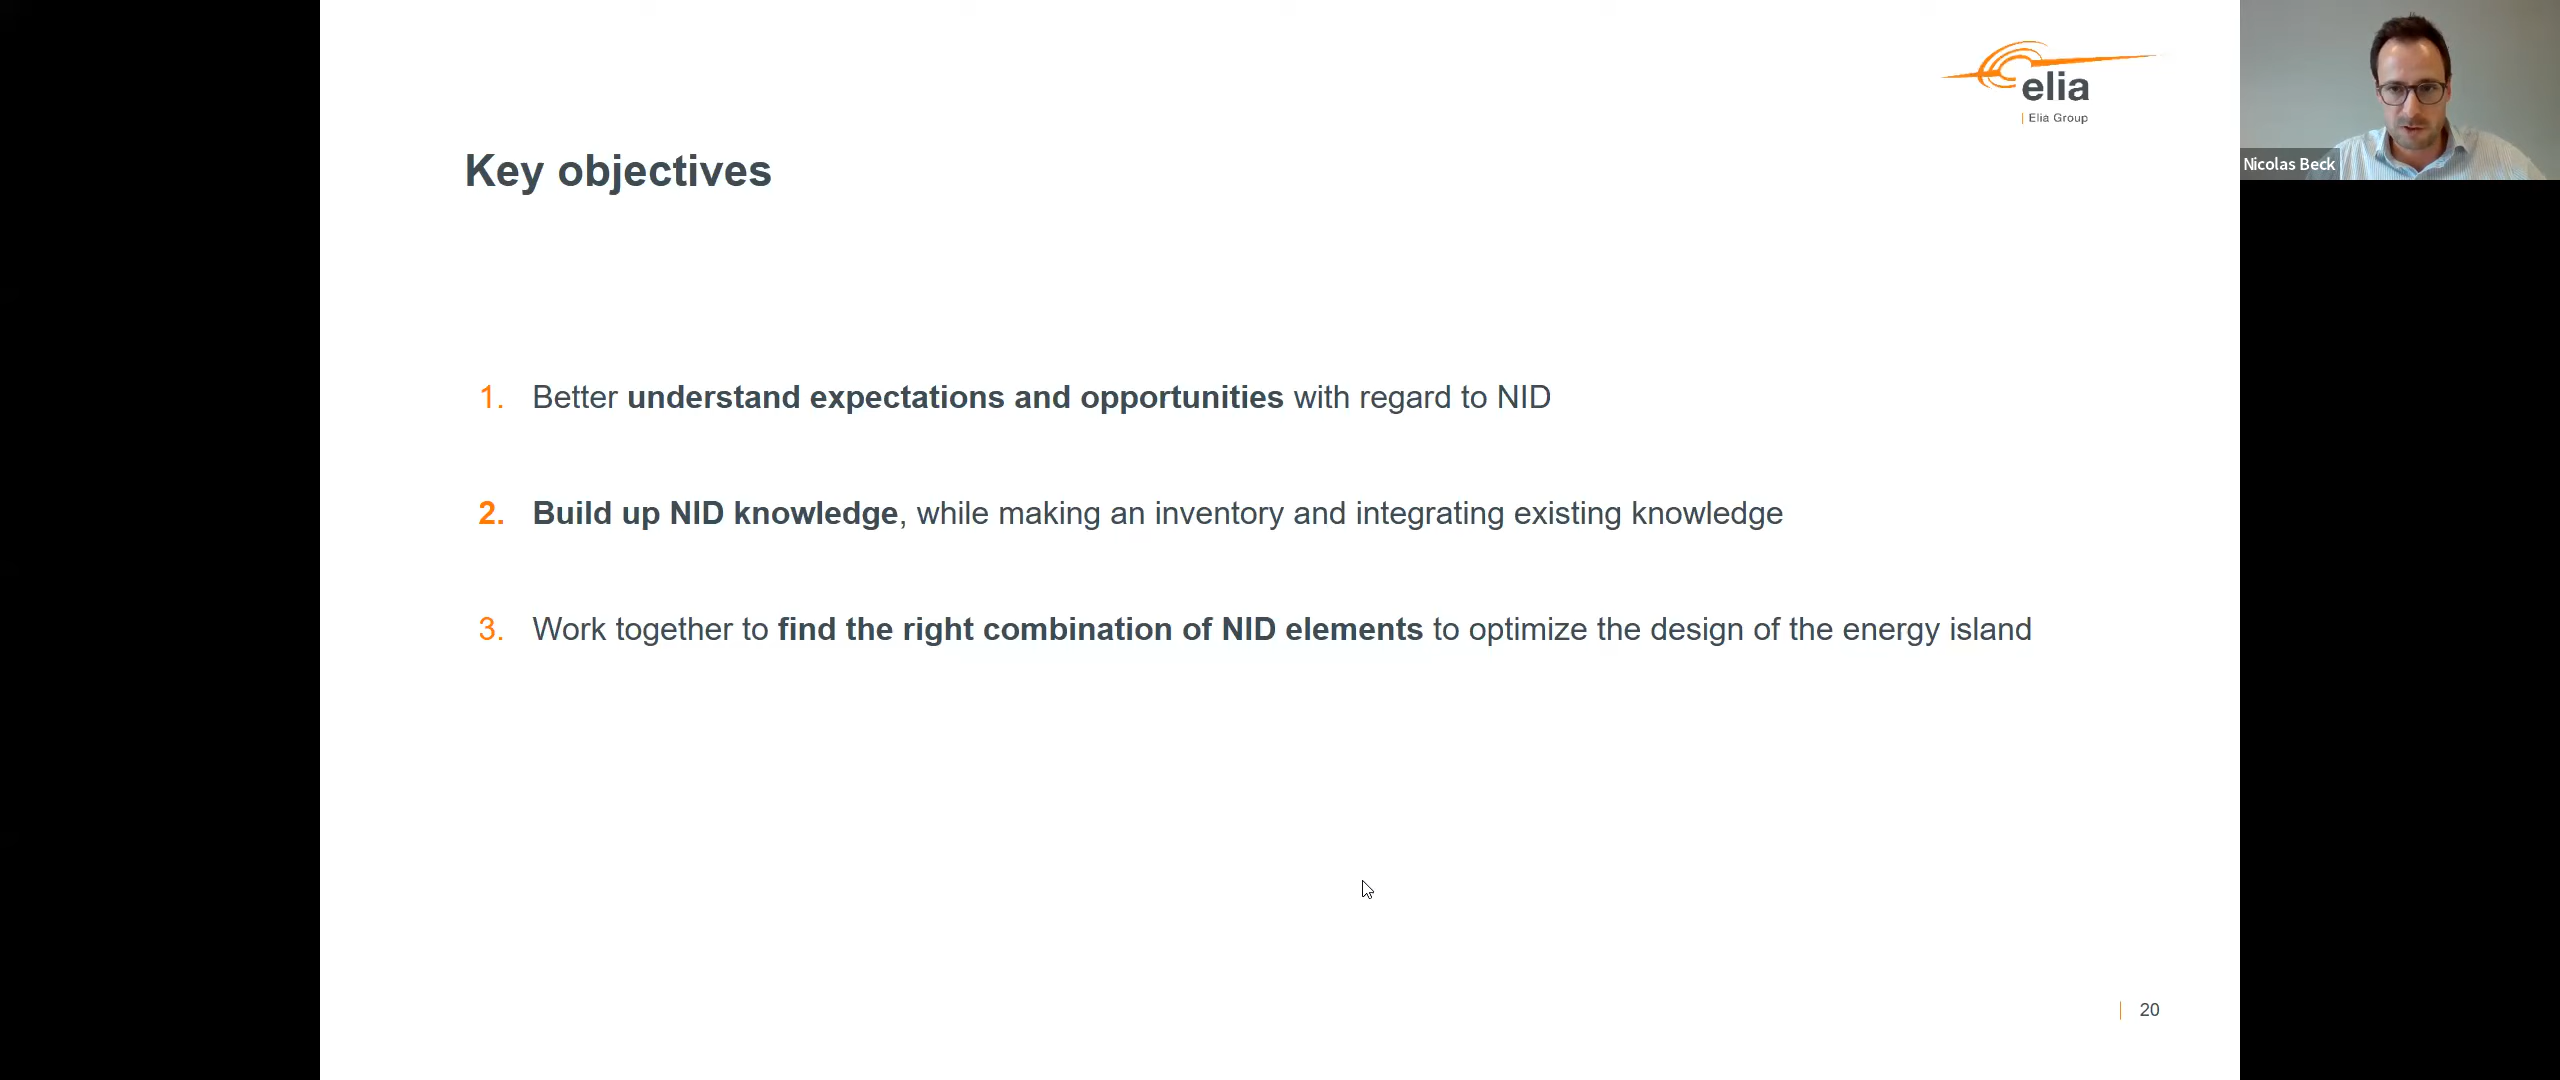 elia
Elia Group
Nicolas Beck
Key objectives
1. Better understand expectations and opportunities with regard to NID
2. Build up NID knowledge, while making an inventory and integrating existing knowledge
3. Work together to find the right combination of NID elements to optimize the design of the energy island
20